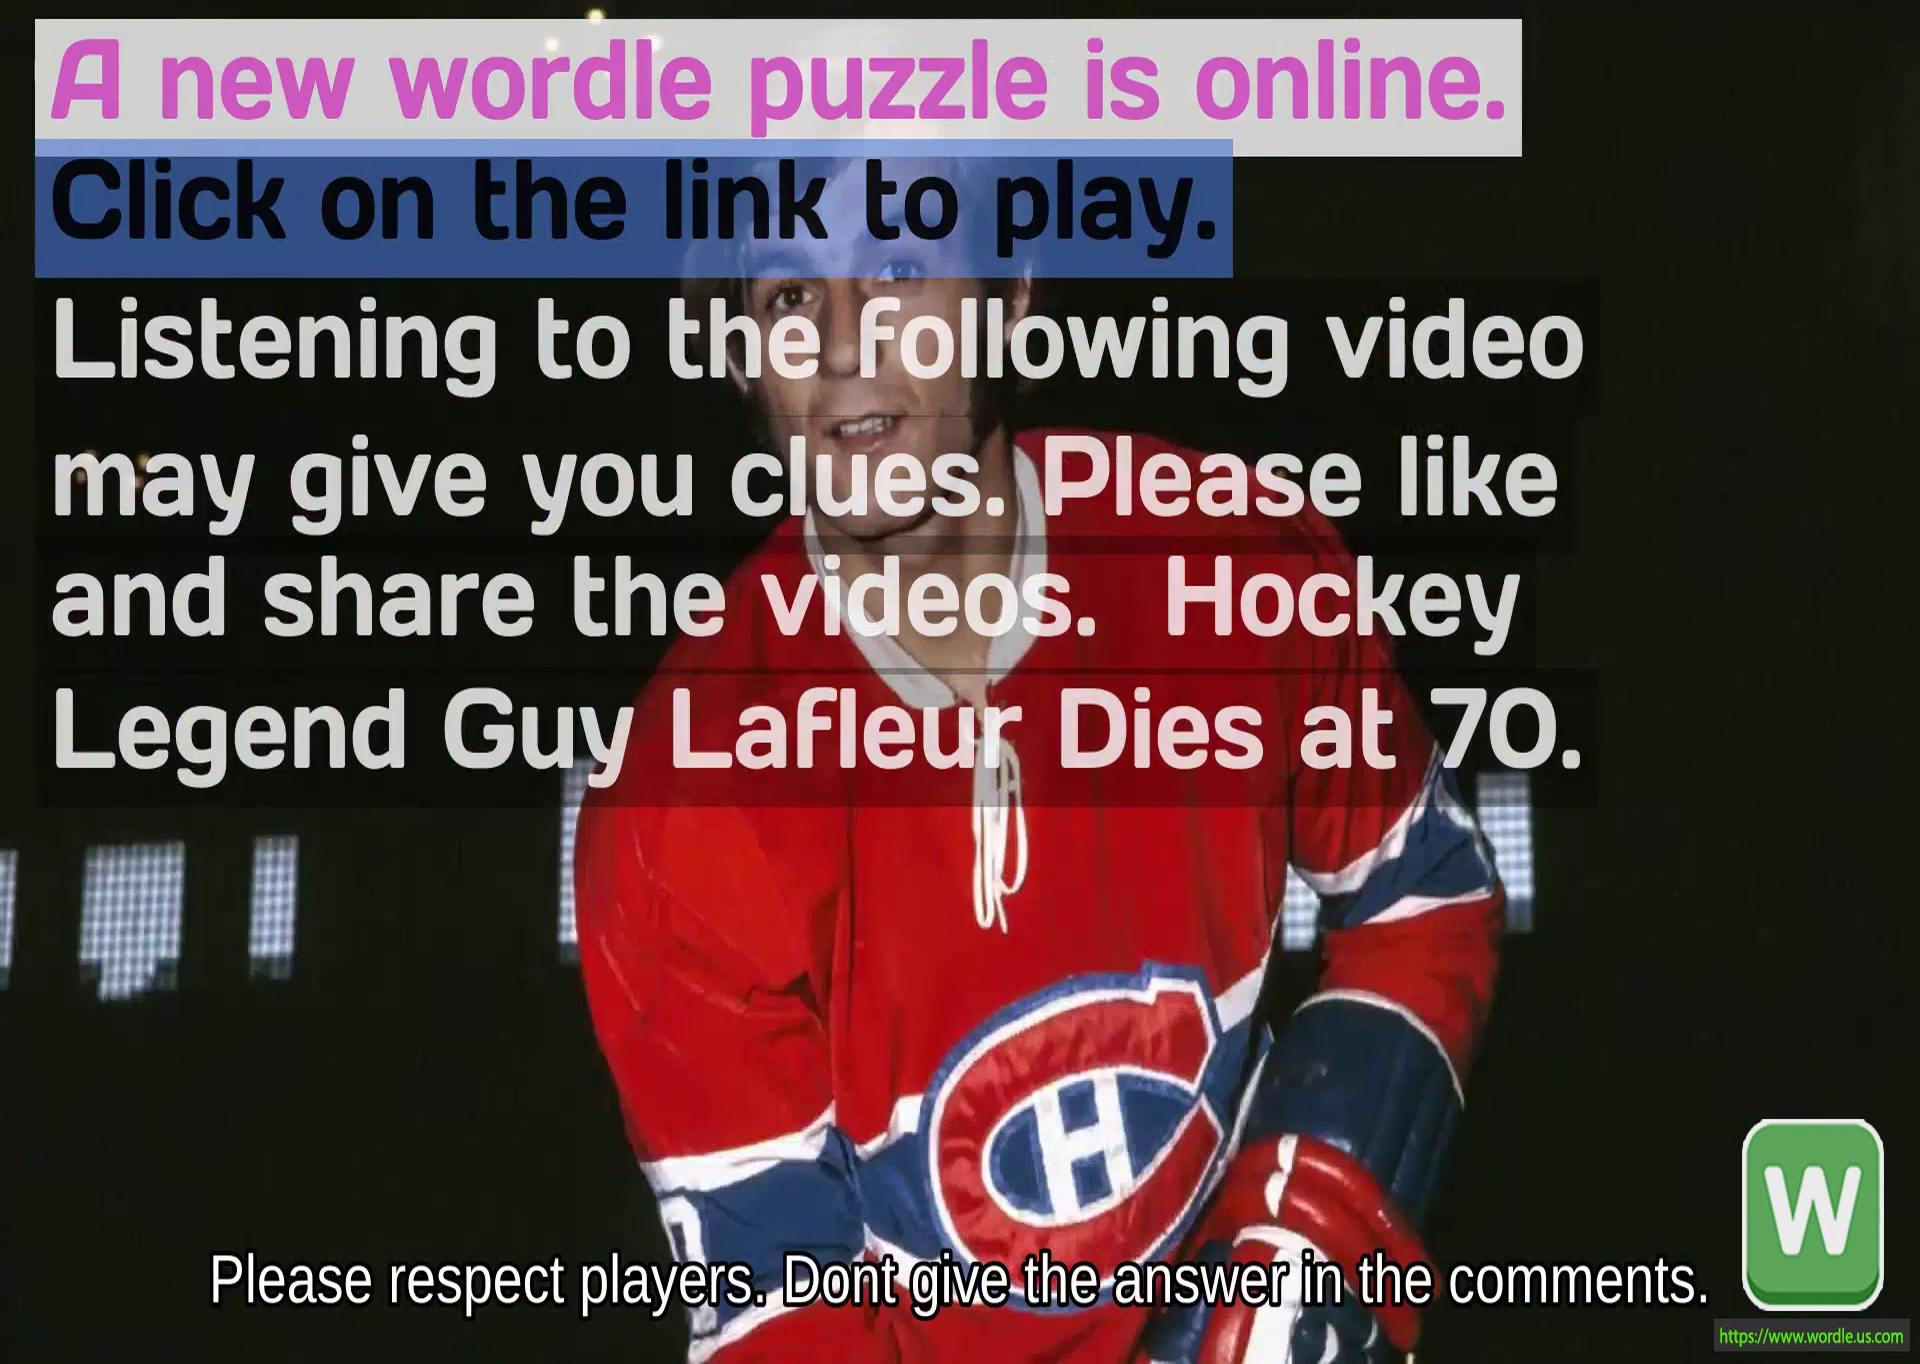 A new wordle puzzle is online.
Click on the link to play.
Listening to the following video
may give you clues. Please like
and share the videos.  Hockey
Legend Guy Lafleur Dies at 70.
H
Please respect players. Dont give the answer in the comments.
W
https://www.wordle.us.com